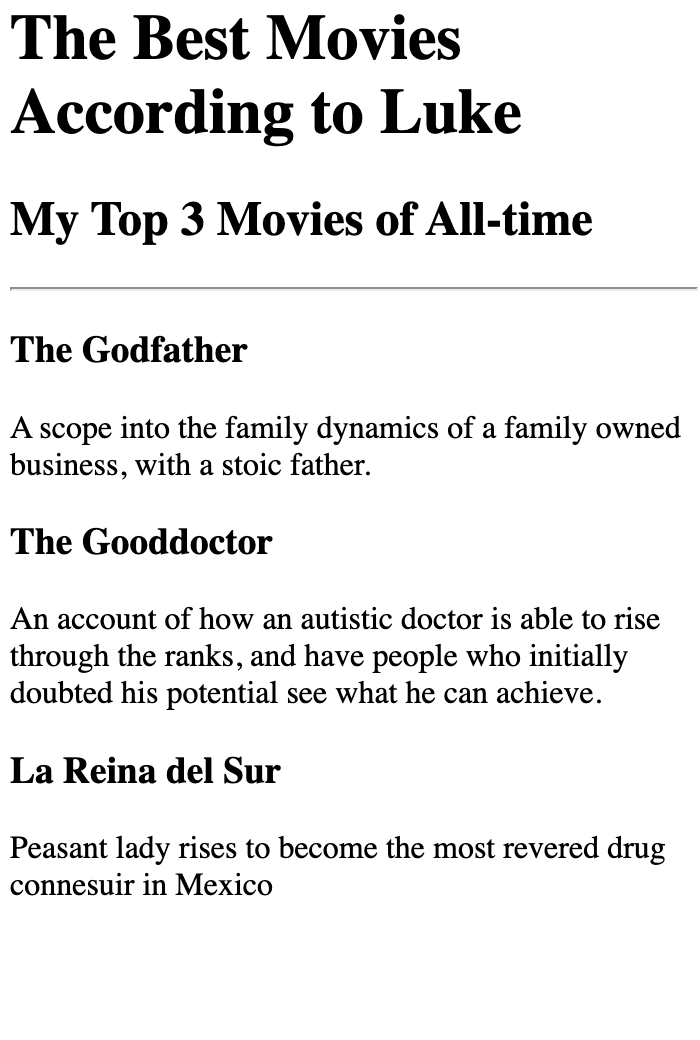 The Best Movies
According to Luke
My Top 3 Movies of All-time
The Godfather
A scope into the family dynamics of a family owned
business, with a stoic father.
The Gooddoctor
An account of how an autistic doctor is able to rise
through the ranks, and have people who initially
doubted his potential see what he can achieve.
La Reina del Sur
Peasant lady rises to become the most revered drug
connesuir in Mexico